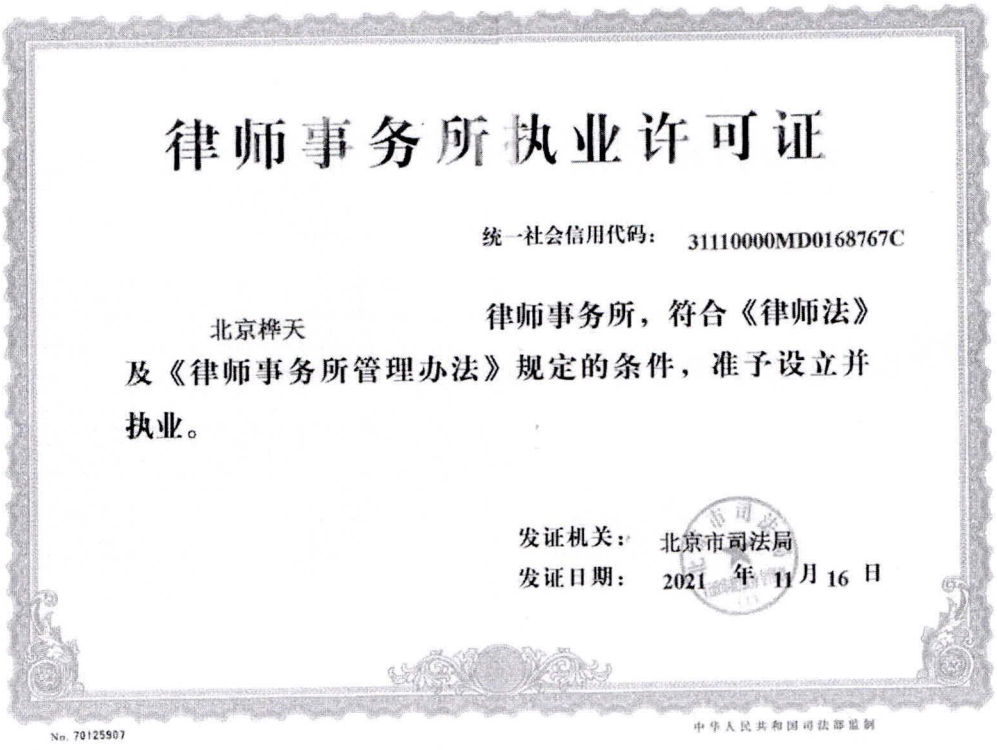 律师事务所执业许可证
统一社会信用代码： 31110000MD0168767C
北京桦天 律师事务所，符合《律师法》
及《律师事务所管理办法》规定的条件，准予设立并
执业。
发证机关： 北京市司法局
发证日期： 2021 年 11 月 16 日
No. 70125907
中华人民共和国司法部监制